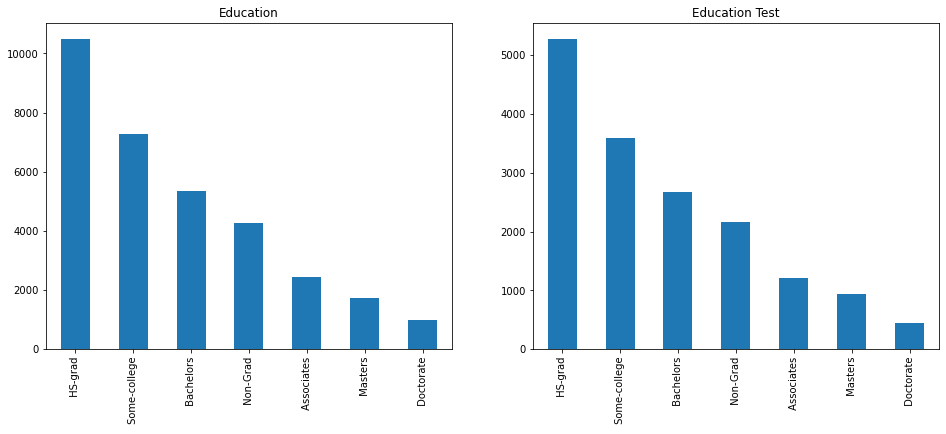 Education
10000
8000
6000
4000
2000
0
HS-grad
Some-college
Bachelors
Non-Grad
Associates
Masters
Doctorate
Education Test
5000
4000
3000
2000
1000
0
HS-grad
Some-college
Bachelors
Non-Grad
Associates
Masters
Doctorate